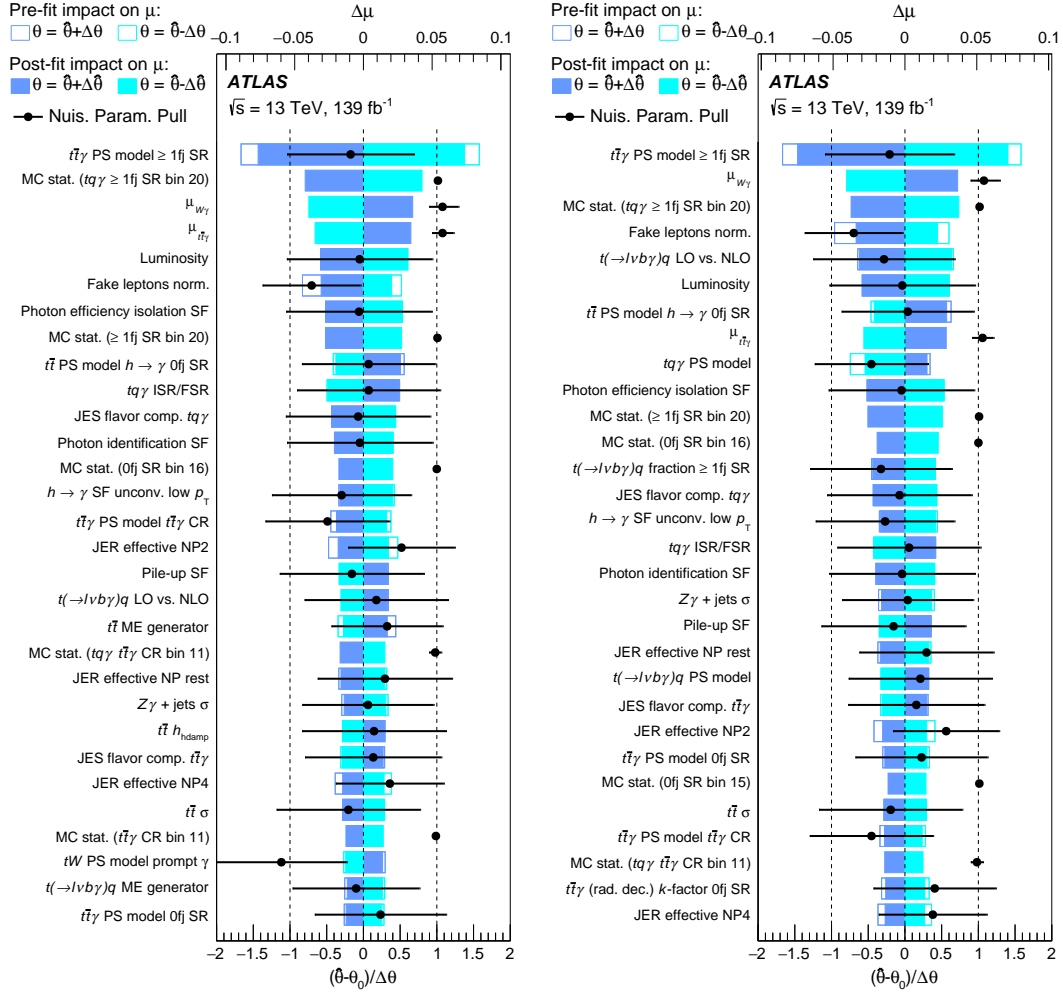 Pre-fit impact on μ:
θ = θ̂+Δθ θ = θ̂-Δθ
Post-fit impact on μ:
θ = θ̂+Δθ̂ θ = θ̂-Δθ̂
Nuis. Param. Pull
Δμ
−0.1 −0.05 0 0.05 0.1
ATLAS
√s = 13 TeV, 139 fb⁻¹
tt̄γ PS model ≥ 1fj SR
MC stat. (tqγ ≥ 1fj SR bin 20)
μ_Wγ
μ_tt̄γ
Luminosity
Fake leptons norm.
Photon efficiency isolation SF
MC stat. (≥ 1fj SR bin 20)
tt̄ PS model h → γ 0fj SR
tqγ ISR/FSR
JES flavor comp. tqγ
Photon identification SF
MC stat. (0fj SR bin 16)
h → γ SF unconv. low p_T
tt̄γ PS model tt̄γ CR
JER effective NP2
Pile-up SF
t(→lνbγ)q LO vs. NLO
tt̄ ME generator
MC stat. (tqγ tt̄γ CR bin 11)
JER effective NP rest
Zγ + jets σ
tt̄ h_hdamp
JES flavor comp. tt̄γ
JER effective NP4
tt̄ σ
MC stat. (tt̄γ CR bin 11)
tW PS model prompt γ
t(→lνbγ)q ME generator
tt̄γ PS model 0fj SR
−2 −1.5 −1 −0.5 0 0.5 1 1.5 2
(θ̂-θ₀)/Δθ
Pre-fit impact on μ:
θ = θ̂+Δθ θ = θ̂-Δθ
Post-fit impact on μ:
θ = θ̂+Δθ̂ θ = θ̂-Δθ̂
Nuis. Param. Pull
Δμ
−0.1 −0.05 0 0.05 0.1
ATLAS
√s = 13 TeV, 139 fb⁻¹
tt̄γ PS model ≥ 1fj SR
μ_Wγ
MC stat. (tqγ ≥ 1fj SR bin 20)
Fake leptons norm.
t(→lνbγ)q LO vs. NLO
Luminosity
tt̄ PS model h → γ 0fj SR
μ_tt̄γ
tqγ PS model
Photon efficiency isolation SF
MC stat. (≥ 1fj SR bin 20)
MC stat. (0fj SR bin 16)
t(→lνbγ)q fraction ≥ 1fj SR
JES flavor comp. tqγ
h → γ SF unconv. low p_T
tqγ ISR/FSR
Photon identification SF
Zγ + jets σ
Pile-up SF
JER effective NP rest
t(→lνbγ)q PS model
JES flavor comp. tt̄γ
JER effective NP2
tt̄γ PS model 0fj SR
MC stat. (0fj SR bin 15)
tt̄ σ
tt̄γ PS model tt̄γ CR
MC stat. (tqγ tt̄γ CR bin 11)
tt̄γ (rad. dec.) k-factor 0fj SR
JER effective NP4
−2 −1.5 −1 −0.5 0 0.5 1 1.5 2
(θ̂-θ₀)/Δθ